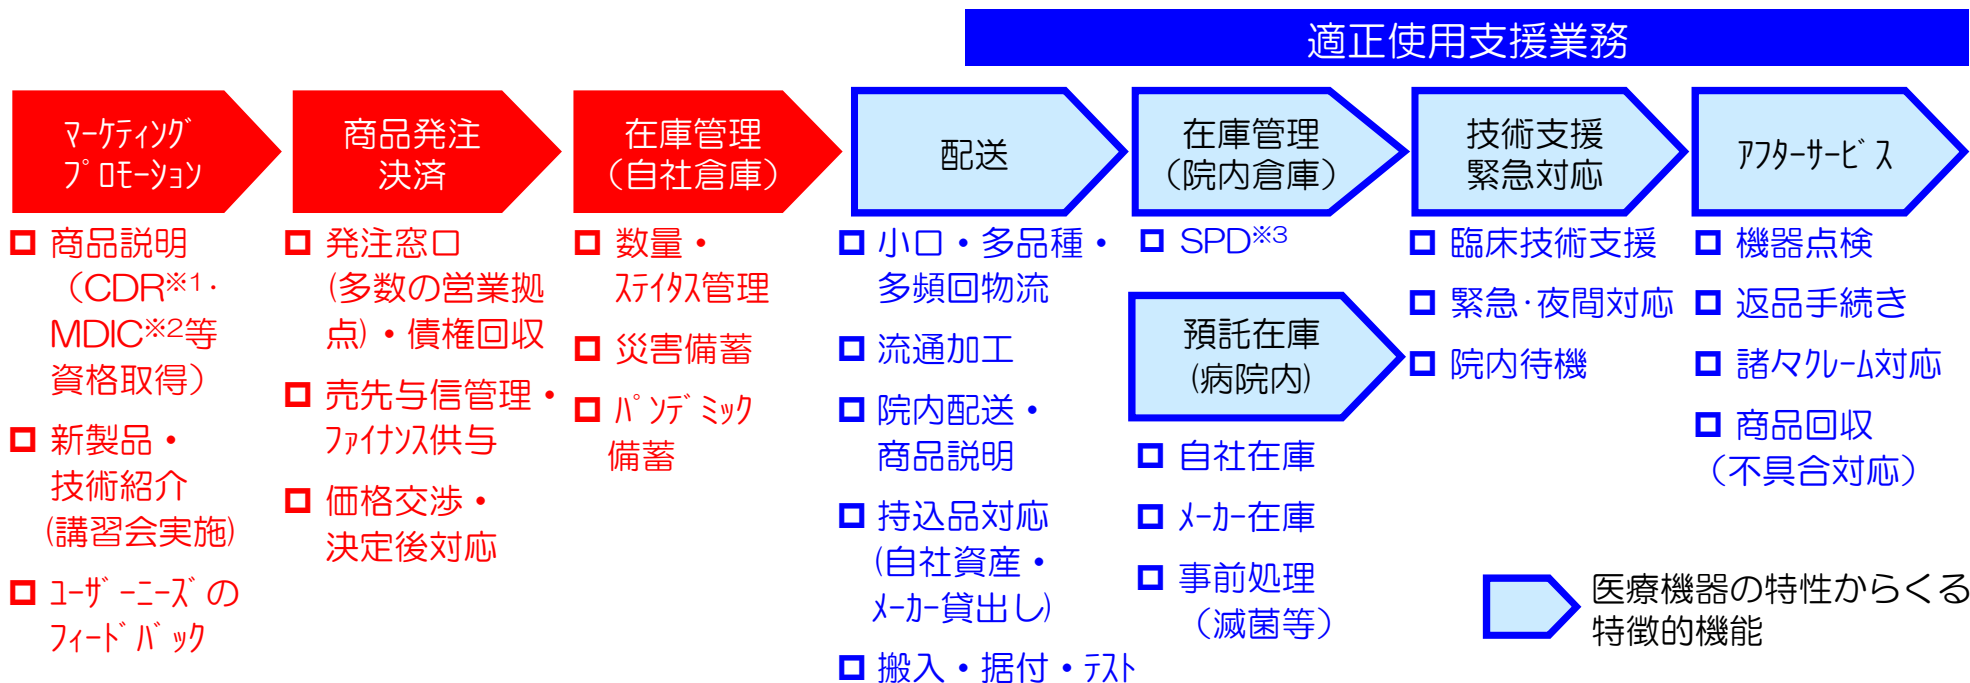 適正使用支援業務
ﾏｰｹﾃｨﾝｸﾞ
ﾌﾟﾛﾓｰｼｮﾝ
商品発注
決済
在庫管理
（自社倉庫）
配送
在庫管理
（院内倉庫）
技術支援
緊急対応
ｱﾌﾀｰｻｰﾋﾞｽ
商品説明
（CDR※1・
MDIC※2等
資格取得）
新製品・
技術紹介
(講習会実施)
ﾕｰｻﾞｰﾆｰｽﾞの
ﾌｨｰﾄﾞﾊﾞｯｸ
発注窓口
(多数の営業拠
点)・債権回収
売先与信管理・
ﾌｧｲﾅﾝｽ供与
価格交渉・
決定後対応
数量・
ｽﾃｲﾀｽ管理
災害備蓄
ﾊﾟﾝﾃﾞﾐｯｸ
備蓄
小口・多品種・
多頻回物流
流通加工
院内配送・
商品説明
持込品対応
(自社資産・
ﾒｰｶｰ貸出し)
搬入・据付・ﾃｽﾄ
SPD※3
預託在庫
(病院内)
自社在庫
ﾒｰｶｰ在庫
事前処理
（滅菌等）
臨床技術支援
緊急･夜間対応
院内待機
機器点検
返品手続き
諸々ｸﾚｰﾑ対応
商品回収
（不具合対応）
医療機器の特性からくる
特徴的機能